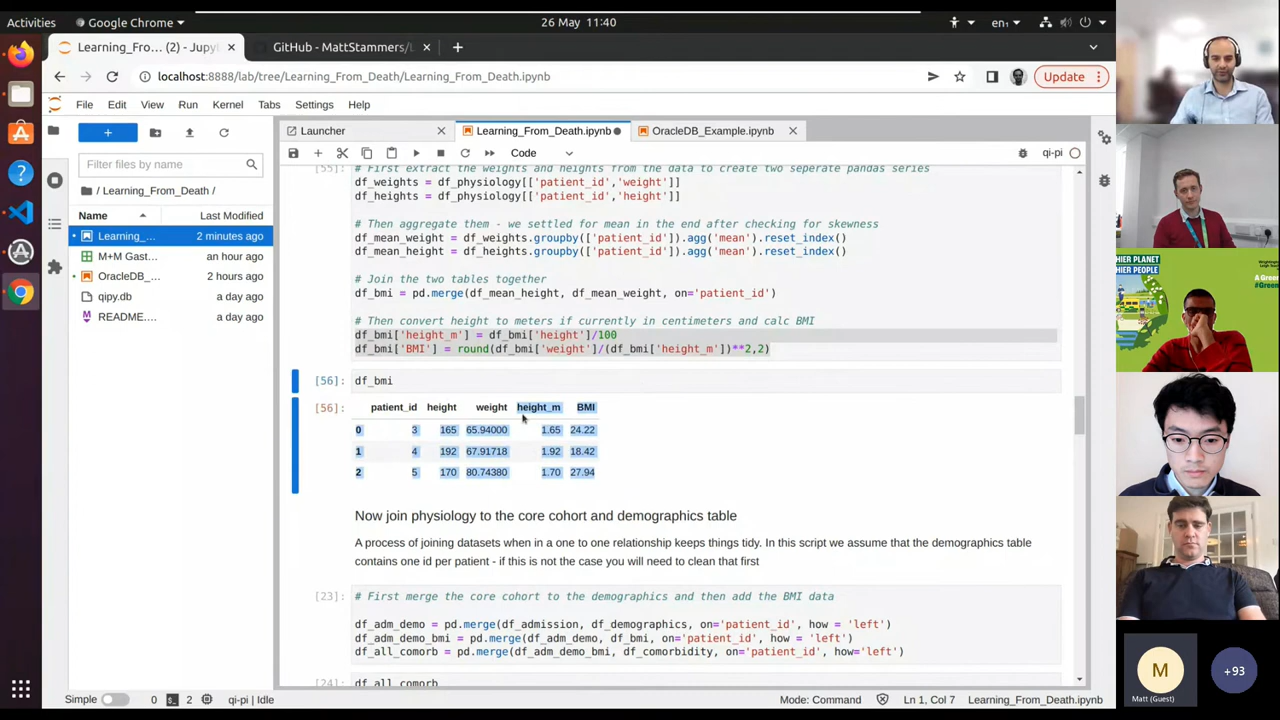 Activities
Google Chrome
26 May 11:40
en₁
Learning_From… (2) - Jupyt
GitHub - MattStammers/L
localhost:8888/lab/tree/Learning_From_Death/Learning_From_Death.ipynb
Update
File Edit View Run Kernel Tabs Settings Help
Launcher
Learning_From_Death.ipynb
OracleDB_Example.ipynb
Code
qi-pi
Filter files by name
/ Learning_From_Death /
Name Last Modified
Learning_... 2 minutes ago
M+M Gast... an hour ago
OracleDB_... 2 hours ago
qipy.db a day ago
README.... a day ago
[55]: # First extract the weights and heights from the data to create two seperate pandas series
df_weights = df_physiology[['patient_id','weight']]
df_heights = df_physiology[['patient_id','height']]
# Then aggregate them - we settled for mean in the end after checking for skewness
df_mean_weight = df_weights.groupby(['patient_id']).agg('mean').reset_index()
df_mean_height = df_heights.groupby(['patient_id']).agg('mean').reset_index()
# Join the two tables together
df_bmi = pd.merge(df_mean_height, df_mean_weight, on='patient_id')
# Then convert height to meters if currently in centimeters and calc BMI
df_bmi['height_m'] = df_bmi['height']/100
df_bmi['BMI'] = round(df_bmi['weight']/(df_bmi['height_m'])**2,2)
[56]: df_bmi
[56]: patient_id height weight height_m BMI
0 3 165 65.94000 1.65 24.22
1 4 192 67.91718 1.92 18.42
2 5 170 80.74380 1.70 27.94
Now join physiology to the core cohort and demographics table
A process of joining datasets when in a one to one relationship keeps things tidy. In this script we assume that the demographics table
contains one id per patient - if this is not the case you will need to clean that first
[23]: # First merge the core cohort to the demographics and then add the BMI data
df_adm_demo = pd.merge(df_admission, df_demographics, on='patient_id', how = 'left')
df_adm_demo_bmi = pd.merge(df_adm_demo, df_bmi, on='patient_id', how = 'left')
df_all_comorb = pd.merge(df_adm_demo_bmi, df_comorbidity, on='patient_id', how='left')
[24]: df_all_comorb
Simple 0 2 qi-pi | Idle
Mode: Command Ln 1, Col 7 Learning_From_Death.ipynb
HIER PLANET
HIER PEOPLE
A Green
#Green
M
Matt (Guest)
+93